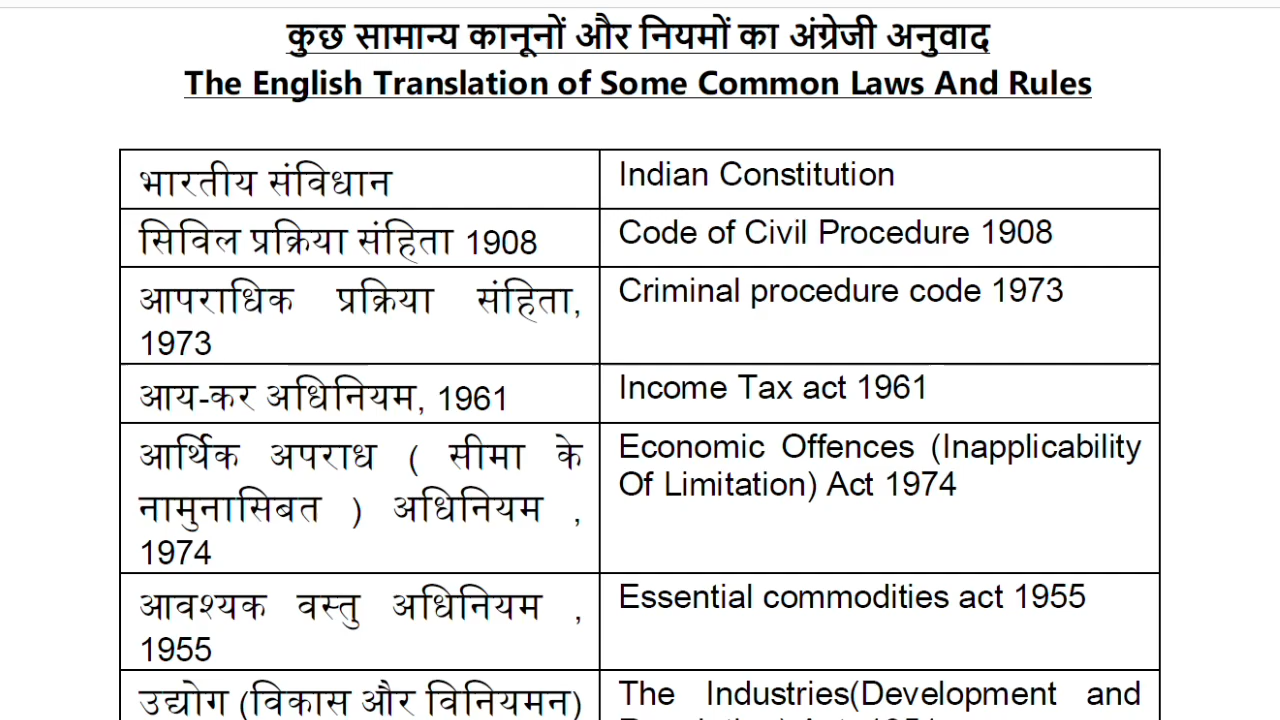 कुछ सामान्य कानूनों और नियमों का अंग्रेजी अनुवाद
The English Translation of Some Common Laws And Rules
भारतीय संविधान
Indian Constitution
सिविल प्रक्रिया संहिता 1908
Code of Civil Procedure 1908
आपराधिक प्रक्रिया संहिता,
1973
Criminal procedure code 1973
आय-कर अधिनियम, 1961
Income Tax act 1961
आर्थिक अपराध ( सीमा के
नामुनासिबत ) अधिनियम ,
1974
Economic Offences (Inapplicability
Of Limitation) Act 1974
आवश्यक वस्तु अधिनियम ,
1955
Essential commodities act 1955
उद्योग (विकास और विनियमन)
The Industries(Development and